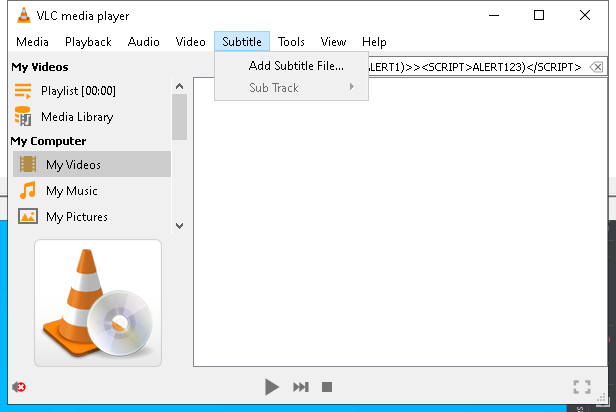 VLC media player
Media Playback Audio Video Subtitle Tools View Help
My Videos
Add Subtitle File...
ALERT1)>><SCRIPT>ALERT123)</SCRIPT>
Playlist [00:00]
Sub Track
Media Library
My Computer
My Videos
My Music
My Pictures